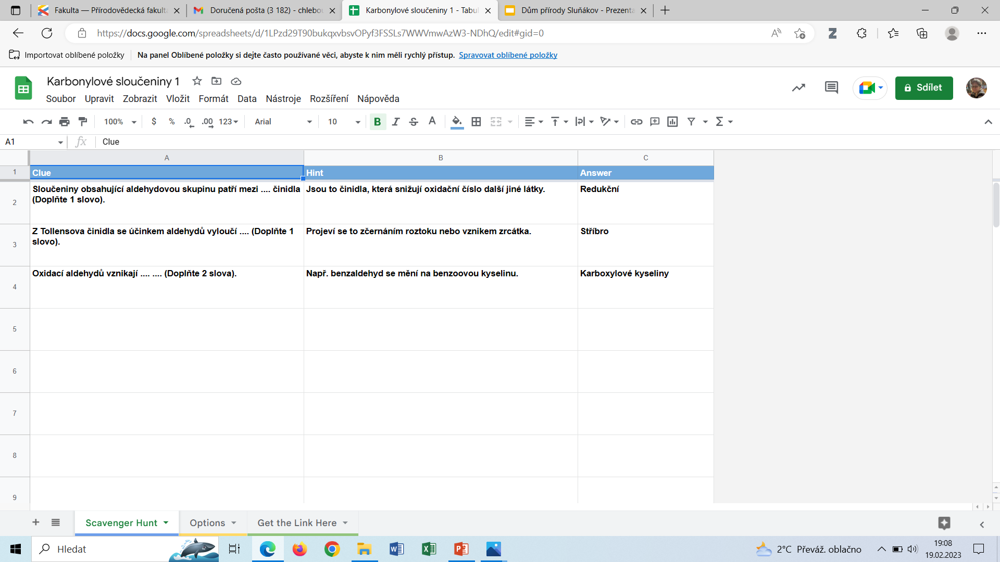 Fakulta — Přírodovědecká fakult
Doručená pošta (3 182) - chlebou
Karbonylové sloučeniny 1 - Tabul
Dům přírody Sluňákov - Prezenta
https://docs.google.com/spreadsheets/d/1LPzd29T90bukqxvbsvOPyf3FSSLs7WWVmwAzW3-NDhQ/edit#gid=0
Importovat oblíbené položky
Na panel Oblíbené položky si dejte často používané věci, abyste k nim měli rychlý přístup. Spravovat oblíbené položky
Karbonylové sloučeniny 1
Soubor Upravit Zobrazit Vložit Formát Data Nástroje Rozšíření Nápověda
Sdílet
100% $ % .0 .00 123 Arial 10 B I S A
A1 fx Clue
A B C
1 Clue Hint Answer
Sloučeniny obsahující aldehydovou skupinu patří mezi .... činidla
(Doplňte 1 slovo).
Jsou to činidla, která snižují oxidační číslo další jiné látky.
Redukční
2
Z Tollensova činidla se účinkem aldehydů vyloučí .... (Doplňte 1
slovo).
Projeví se to zčernáním roztoku nebo vznikem zrcátka.
Stříbro
3
Oxidací aldehydů vznikají .... .... (Doplňte 2 slova).
Např. benzaldehyd se mění na benzoovou kyselinu.
Karboxylové kyseliny
4
5
6
7
8
9
Scavenger Hunt Options Get the Link Here
Hledat
2°C Převáž. oblačno
19:08
19.02.2023